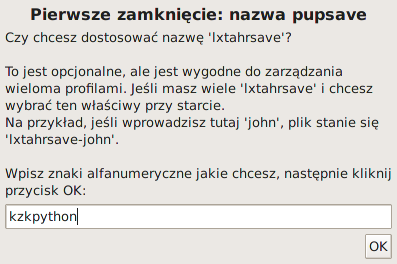 Pierwsze zamknięcie: nazwa pupsave
Czy chcesz dostosować nazwę 'lxtahrsave'?
To jest opcjonalne, ale jest wygodne do zarządzania
wieloma profilami. Jeśli masz wiele 'lxtahrsave' i chcesz
wybrać ten właściwy przy starcie.
Na przykład, jeśli wprowadzisz tutaj 'john', plik stanie się
'lxtahrsave-john'.
Wpisz znaki alfanumeryczne jakie chcesz, następnie kliknij
przycisk OK:
kzkpython
OK